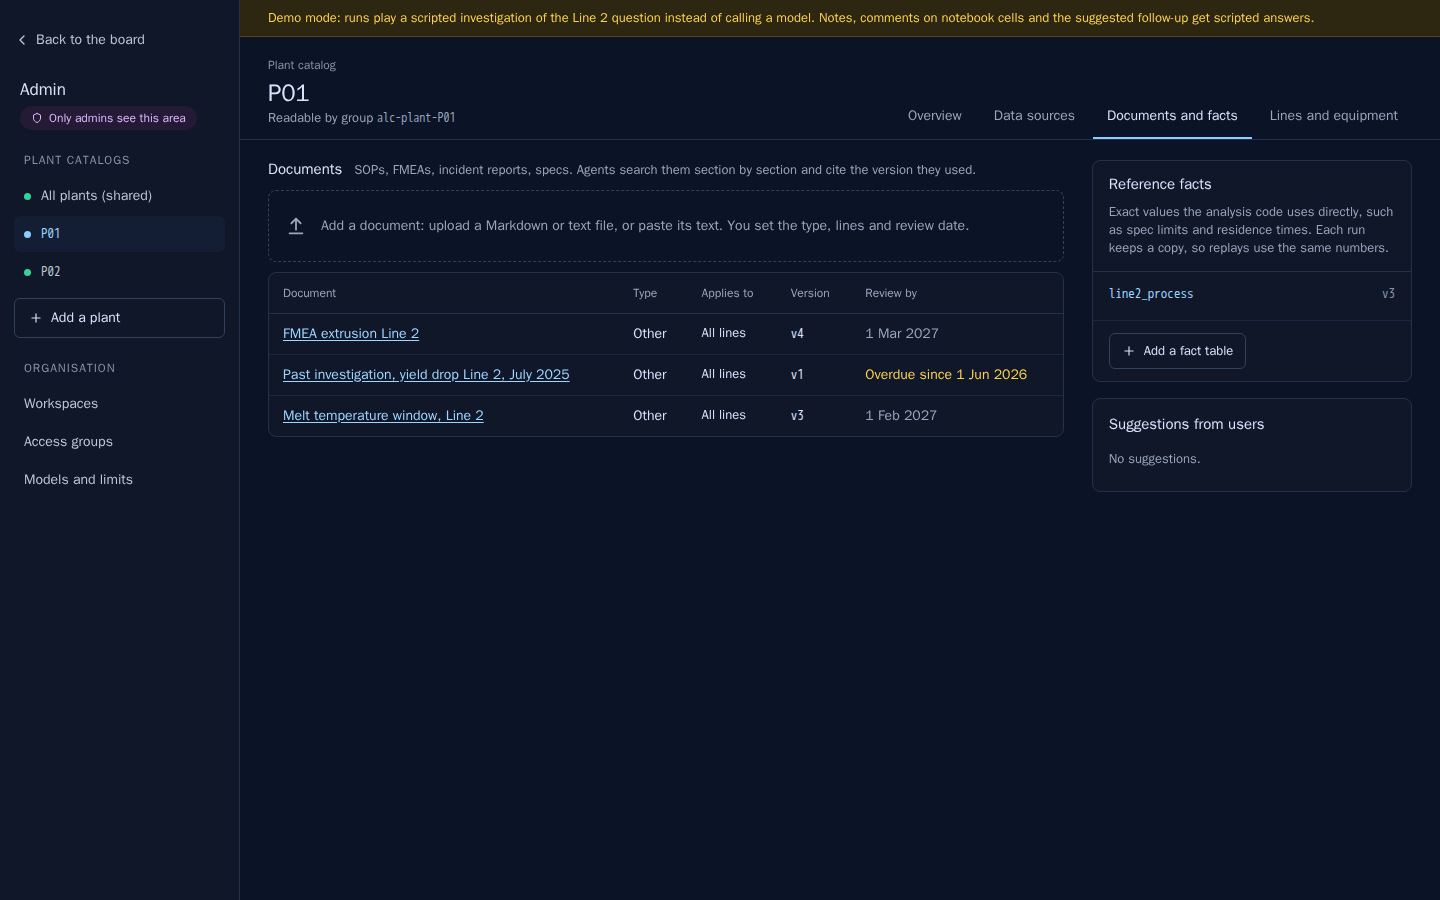 Demo mode: runs play a scripted investigation of the Line 2 question instead of calling a model. Notes, comments on notebook cells and the suggested follow-up get scripted answers.
Back to the board
Admin
Only admins see this area
PLANT CATALOGS
All plants (shared)
P01
P02
Add a plant
ORGANISATION
Workspaces
Access groups
Models and limits
Plant catalog
P01
Readable by group alc-plant-P01
Overview
Data sources
Documents and facts
Lines and equipment
Documents SOPs, FMEAs, incident reports, specs. Agents search them section by section and cite the version they used.
Add a document: upload a Markdown or text file, or paste its text. You set the type, lines and review date.
Document Type Applies to Version Review by
FMEA extrusion Line 2 Other All lines v4 1 Mar 2027
Past investigation, yield drop Line 2, July 2025 Other All lines v1 Overdue since 1 Jun 2026
Melt temperature window, Line 2 Other All lines v3 1 Feb 2027
Reference facts
Exact values the analysis code uses directly, such
as spec limits and residence times. Each run
keeps a copy, so replays use the same numbers.
line2_process v3
Add a fact table
Suggestions from users
No suggestions.